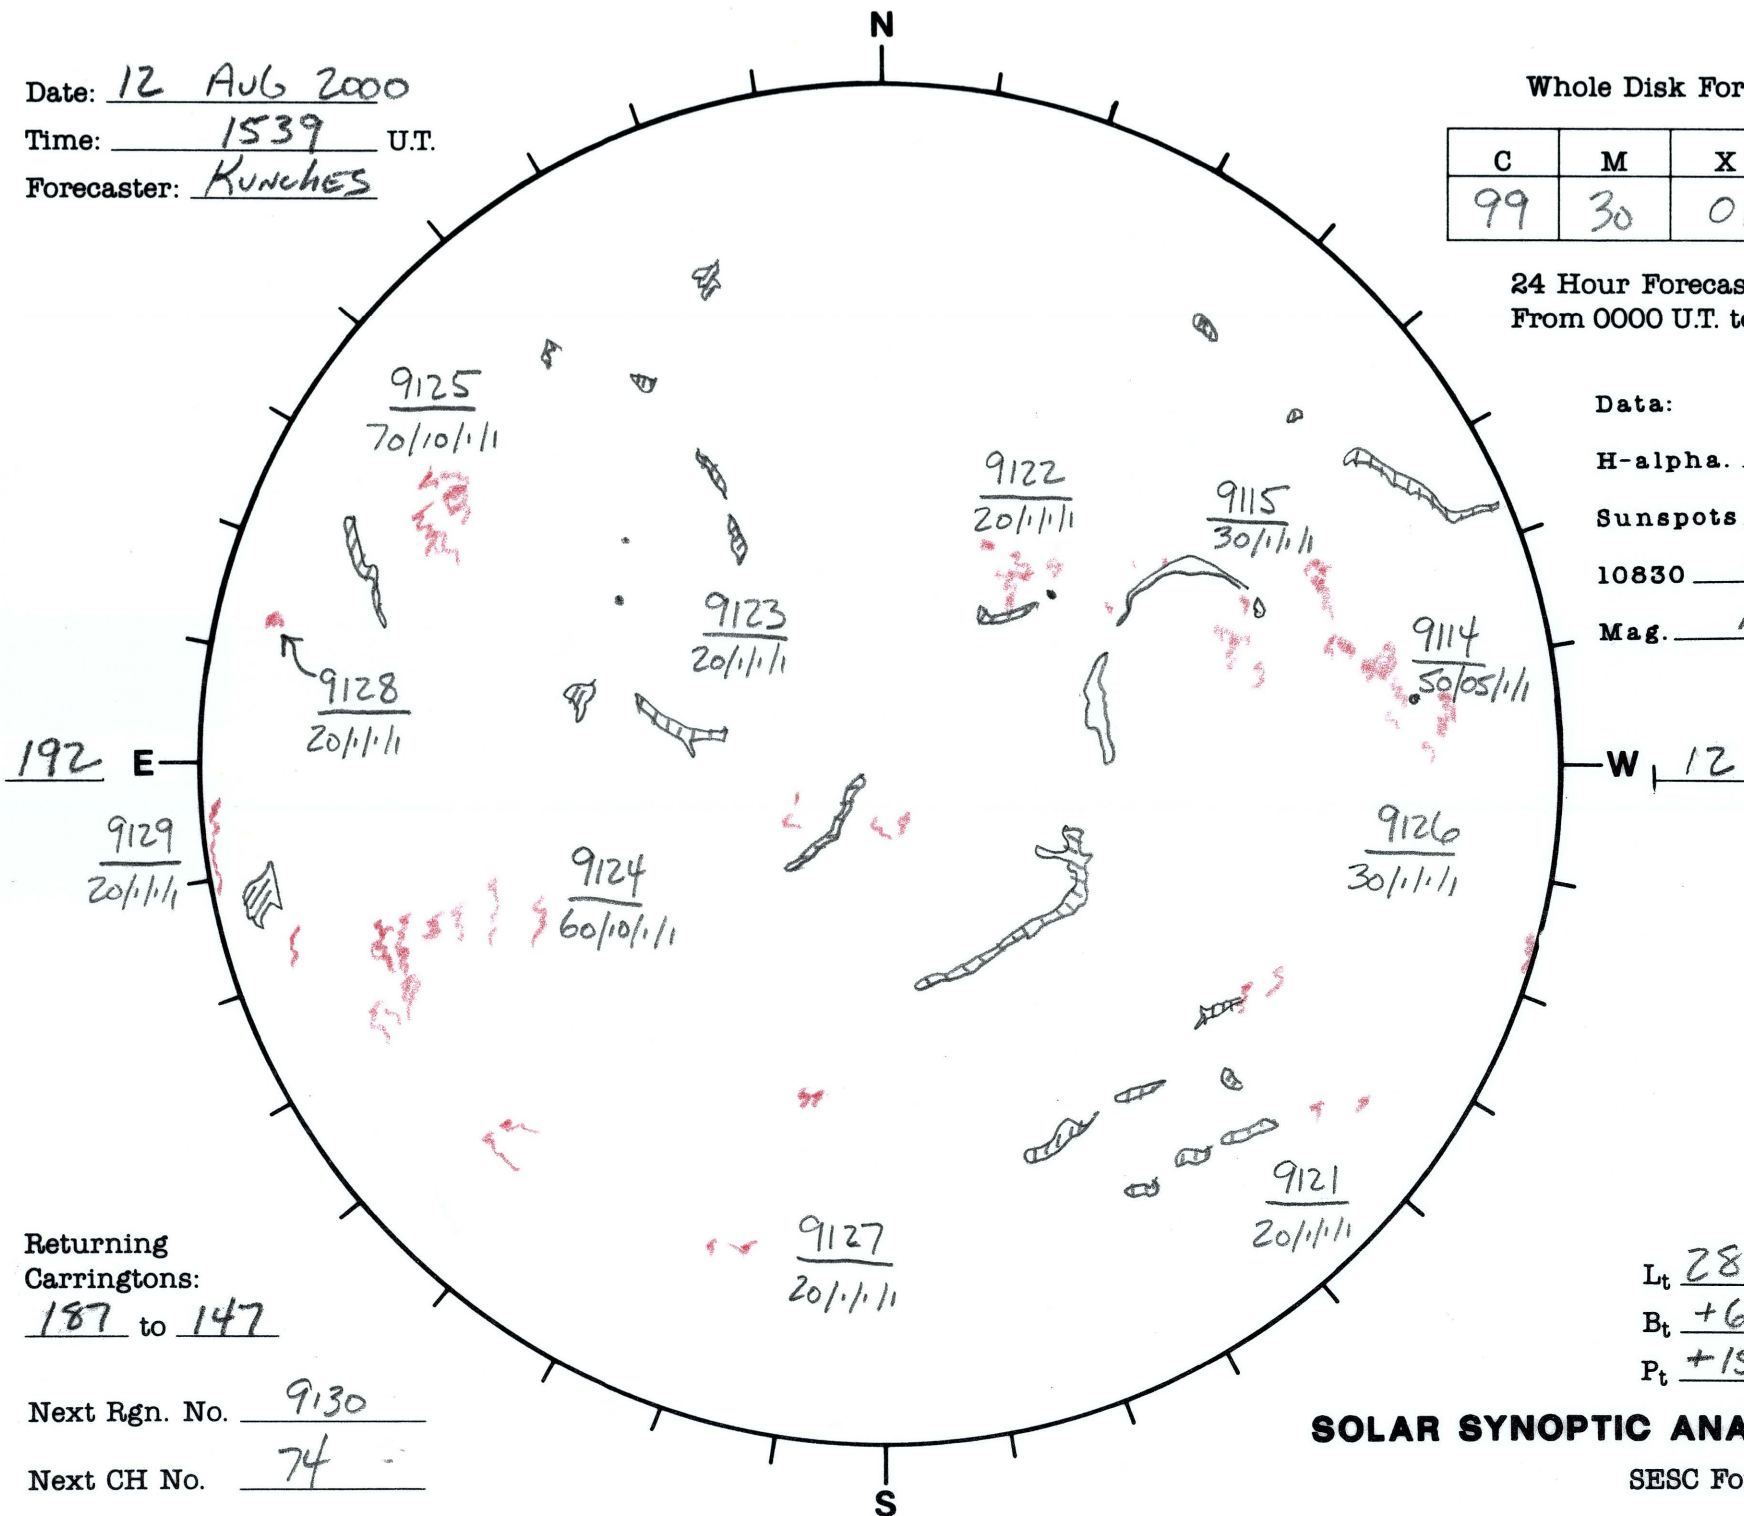 N
Date: 12 AUG 2000
Time: 1539 U.T.
Forecaster: KUNCHES
Whole Disk For
C M X
99 30 0
24 Hour Forecas
From 0000 U.T. to
Data:
H-alpha.
Sunspots
10830
Mag.
9125
70/10/1/1
9122
20/1/1/1
9115
30/1/1/1
9123
20/1/1/1
9114
50/05/1/1
9128
20/1/1/1
192 E
W 12
9129
20/1/1/1
9124
60/10/1/1
9126
30/1/1/1
9121
20/1/1/1
9127
20/1/1/1
Returning
Carringtons:
187 to 147
Lt 28
Bt +6
Pt +15
Next Rgn. No. 9130
Next CH No. 74
SOLAR SYNOPTIC ANA
SESC Fo
S